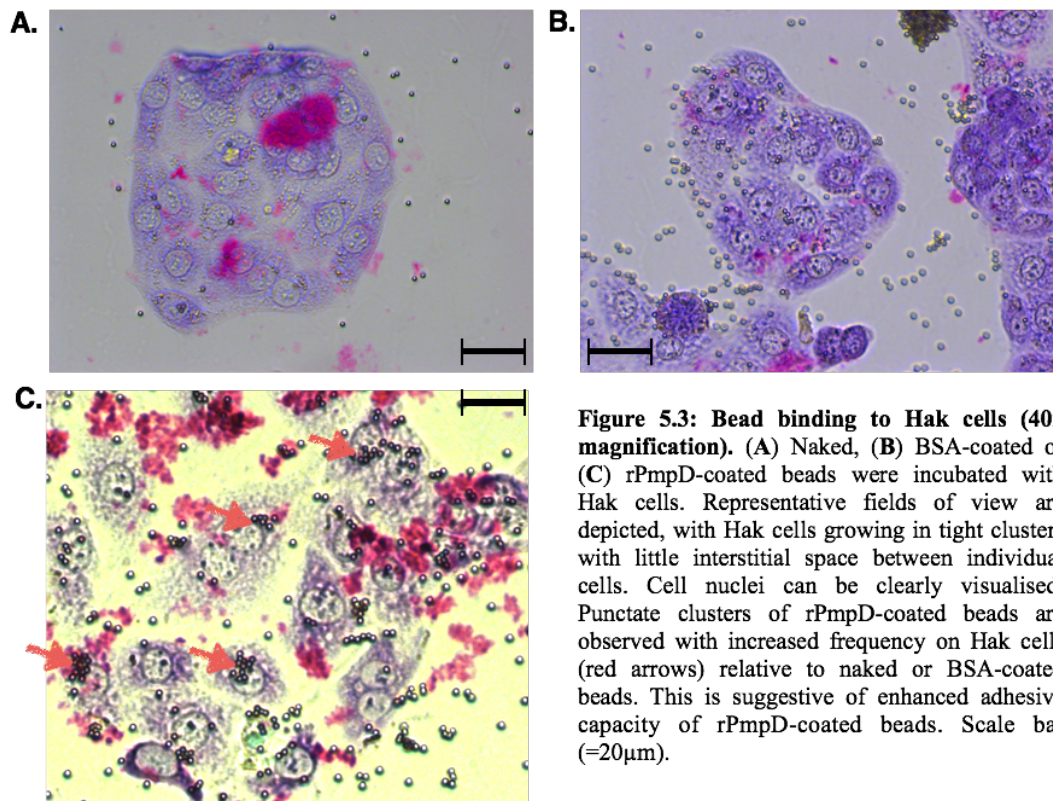 A.
B.
C.
Figure 5.3: Bead binding to Hak cells (40
magnification). (A) Naked, (B) BSA-coated o
(C) rPmpD-coated beads were incubated wit
Hak cells. Representative fields of view ar
depicted, with Hak cells growing in tight cluster
with little interstitial space between individua
cells. Cell nuclei can be clearly visualised
Punctate clusters of rPmpD-coated beads ar
observed with increased frequency on Hak cell
(red arrows) relative to naked or BSA-coate
beads. This is suggestive of enhanced adhesiv
capacity of rPmpD-coated beads. Scale ba
(=20µm).